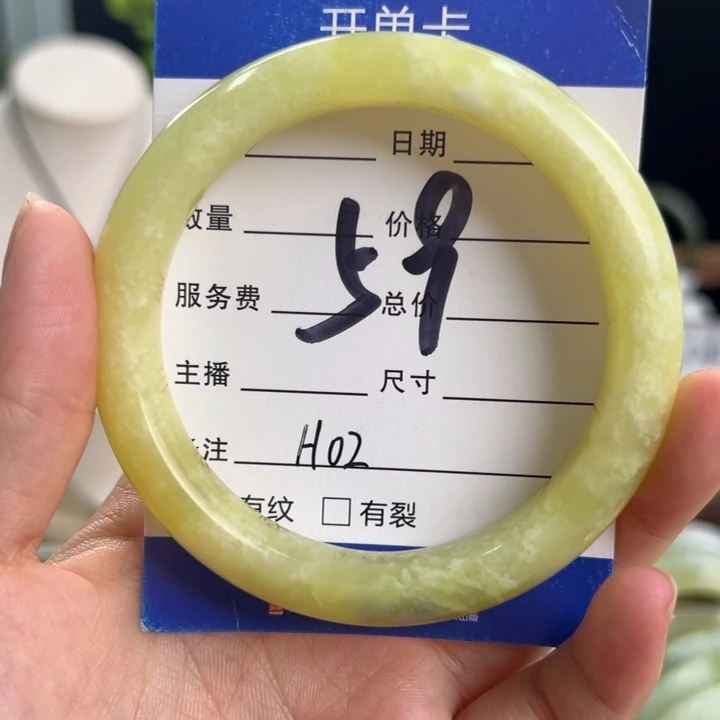 开单卡
日期
数量 价格
59
服务费 总价
主播 尺寸
备注 H02
有纹 □有裂